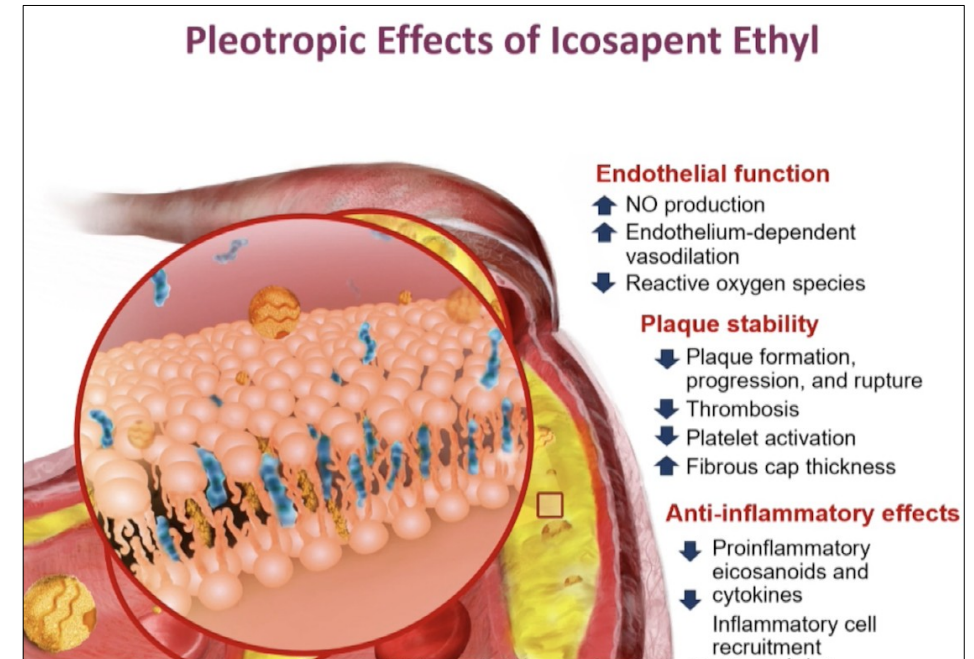 Pleotropic Effects of Icosapent Ethyl
Endothelial function
NO production
Endothelium-dependent
vasodilation
Reactive oxygen species
Plaque stability
Plaque formation,
progression, and rupture
Thrombosis
Platelet activation
Fibrous cap thickness
Anti-inflammatory effects
Proinflammatory
eicosanoids and
cytokines
Inflammatory cell
recruitment